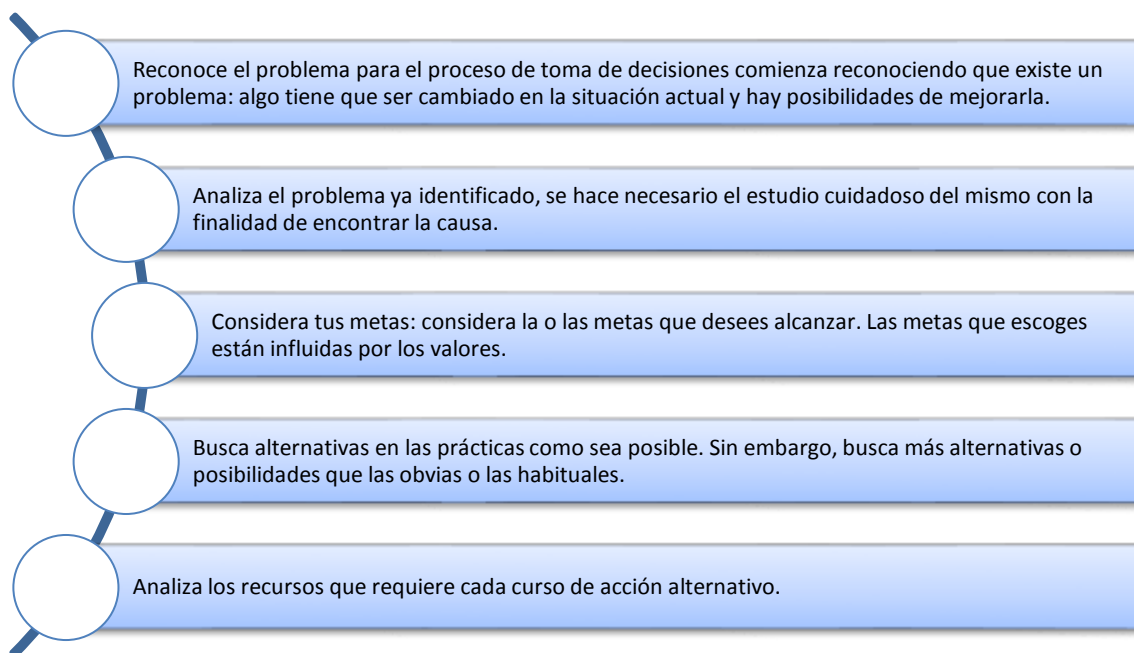 Reconoce el problema para el proceso de toma de decisiones comienza reconociendo que existe un
problema: algo tiene que ser cambiado en la situación actual y hay posibilidades de mejorarla.
Analiza el problema ya identificado, se hace necesario el estudio cuidadoso del mismo con la
finalidad de encontrar la causa.
Considera tus metas: considera la o las metas que desees alcanzar. Las metas que escoges
están influidas por los valores.
Busca alternativas en las prácticas como sea posible. Sin embargo, busca más alternativas o
posibilidades que las obvias o las habituales.
Analiza los recursos que requiere cada curso de acción alternativo.